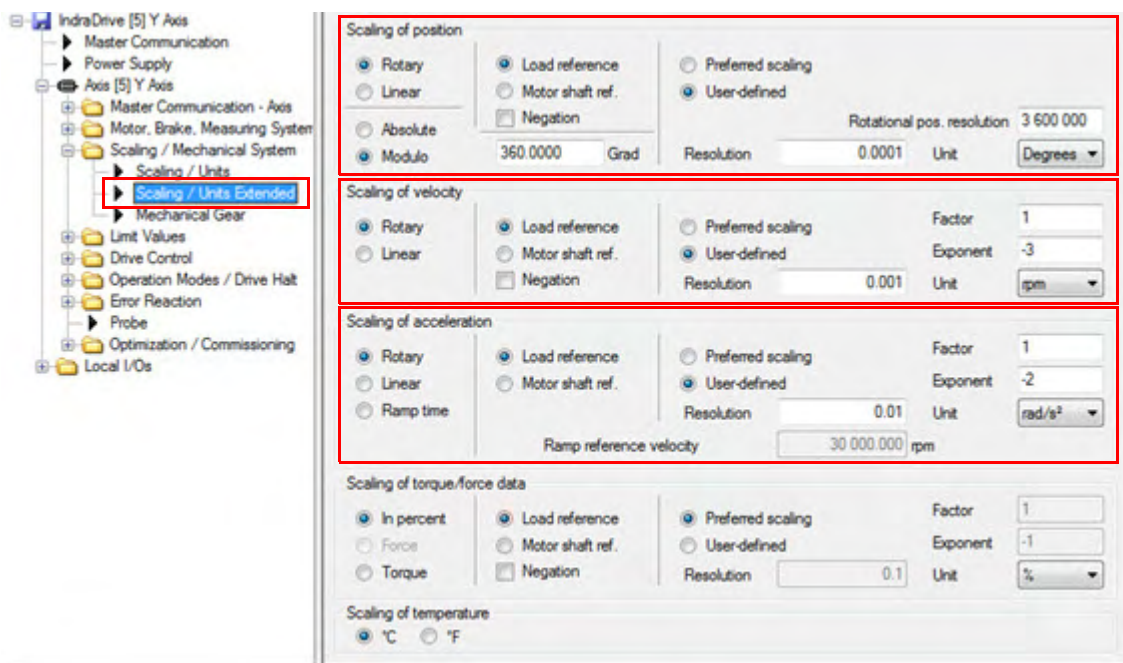 IndraDrive [5] Y Axis
Master Communication
Power Supply
Axis [5] Y Axis
Master Communication - Axis
Motor, Brake, Measuring System
Scaling / Mechanical System
Scaling / Units
Scaling / Units Extended
Mechanical Gear
Limit Values
Drive Control
Operation Modes / Drive Halt
Error Reaction
Probe
Optimization / Commissioning
Local I/Os
Scaling of position
Rotary Load reference Preferred scaling
Linear Motor shaft ref. User-defined
Negation Rotational pos. resolution 3 600 000
Absolute
Modulo 360.0000 Grad Resolution 0.0001 Unit Degrees
Scaling of velocity
Rotary Load reference Preferred scaling Factor 1
Linear Motor shaft ref. User-defined Exponent -3
Negation Resolution 0.001 Unit rpm
Scaling of acceleration
Rotary Load reference Preferred scaling Factor 1
Linear Motor shaft ref. User-defined Exponent -2
Ramp time Resolution 0.01 Unit rad/s²
Ramp reference velocity 30 000.000 rpm
Scaling of torque/force data
In percent Load reference Preferred scaling Factor 1
Force Motor shaft ref. User-defined Exponent -1
Torque Negation Resolution 0.1 Unit %
Scaling of temperature
°C °F